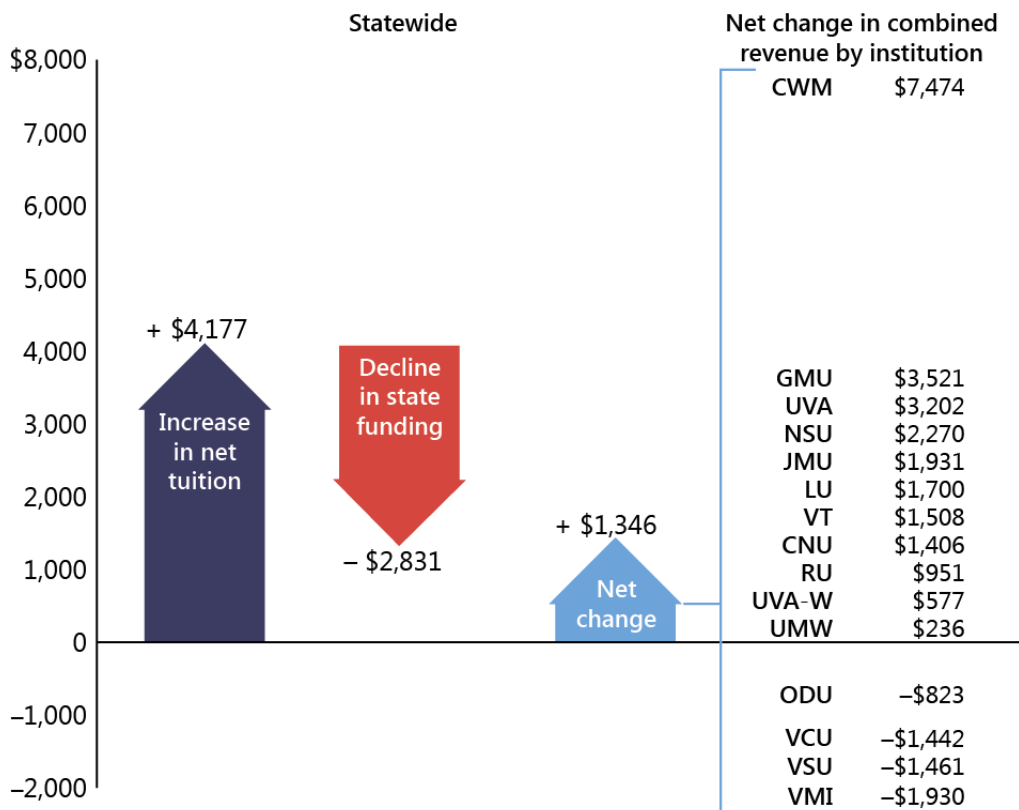 Statewide
Net change in combined
revenue by institution
$8,000
7,000
6,000
5,000
4,000
3,000
2,000
1,000
0
–1,000
–2,000
+ $4,177
Increase
in net
tuition
Decline
in state
funding
– $2,831
+ $1,346
Net
change
CWM $7,474
GMU $3,521
UVA $3,202
NSU $2,270
JMU $1,931
LU $1,700
VT $1,508
CNU $1,406
RU $951
UVA-W $577
UMW $236
ODU –$823
VCU –$1,442
VSU –$1,461
VMI –$1,930